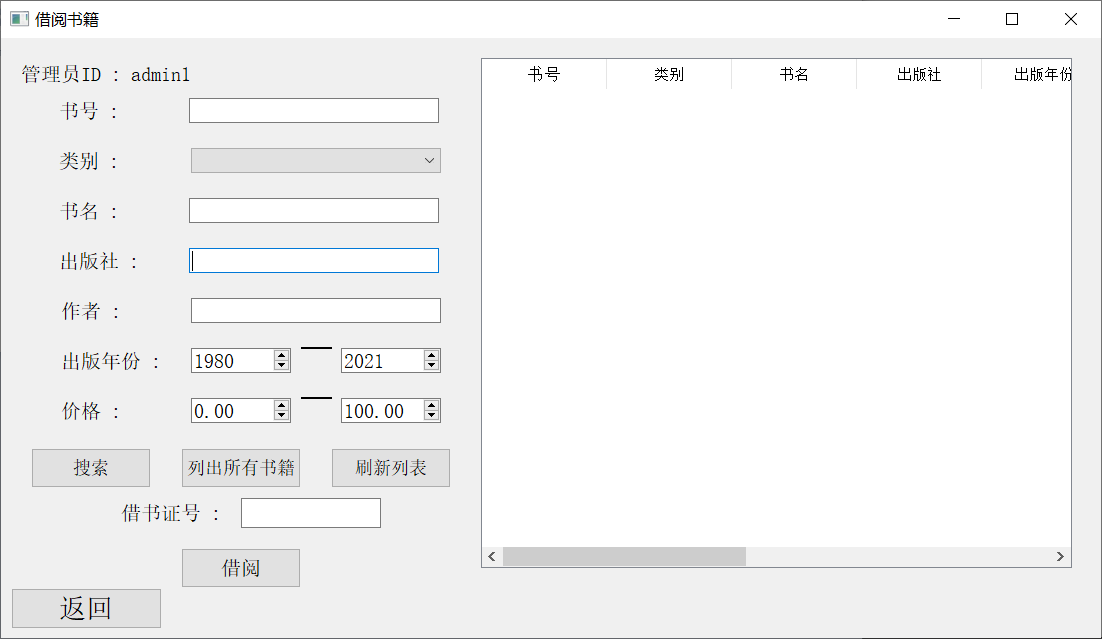 借阅书籍
管理员ID : admin1
书号 :
类别 :
书名 :
出版社 :
作者 :
出版年份 : 1980 2021
价格 : 0.00 100.00
搜索 列出所有书籍 刷新列表
借书证号 :
借阅
返回
书号 类别 书名 出版社 出版年份